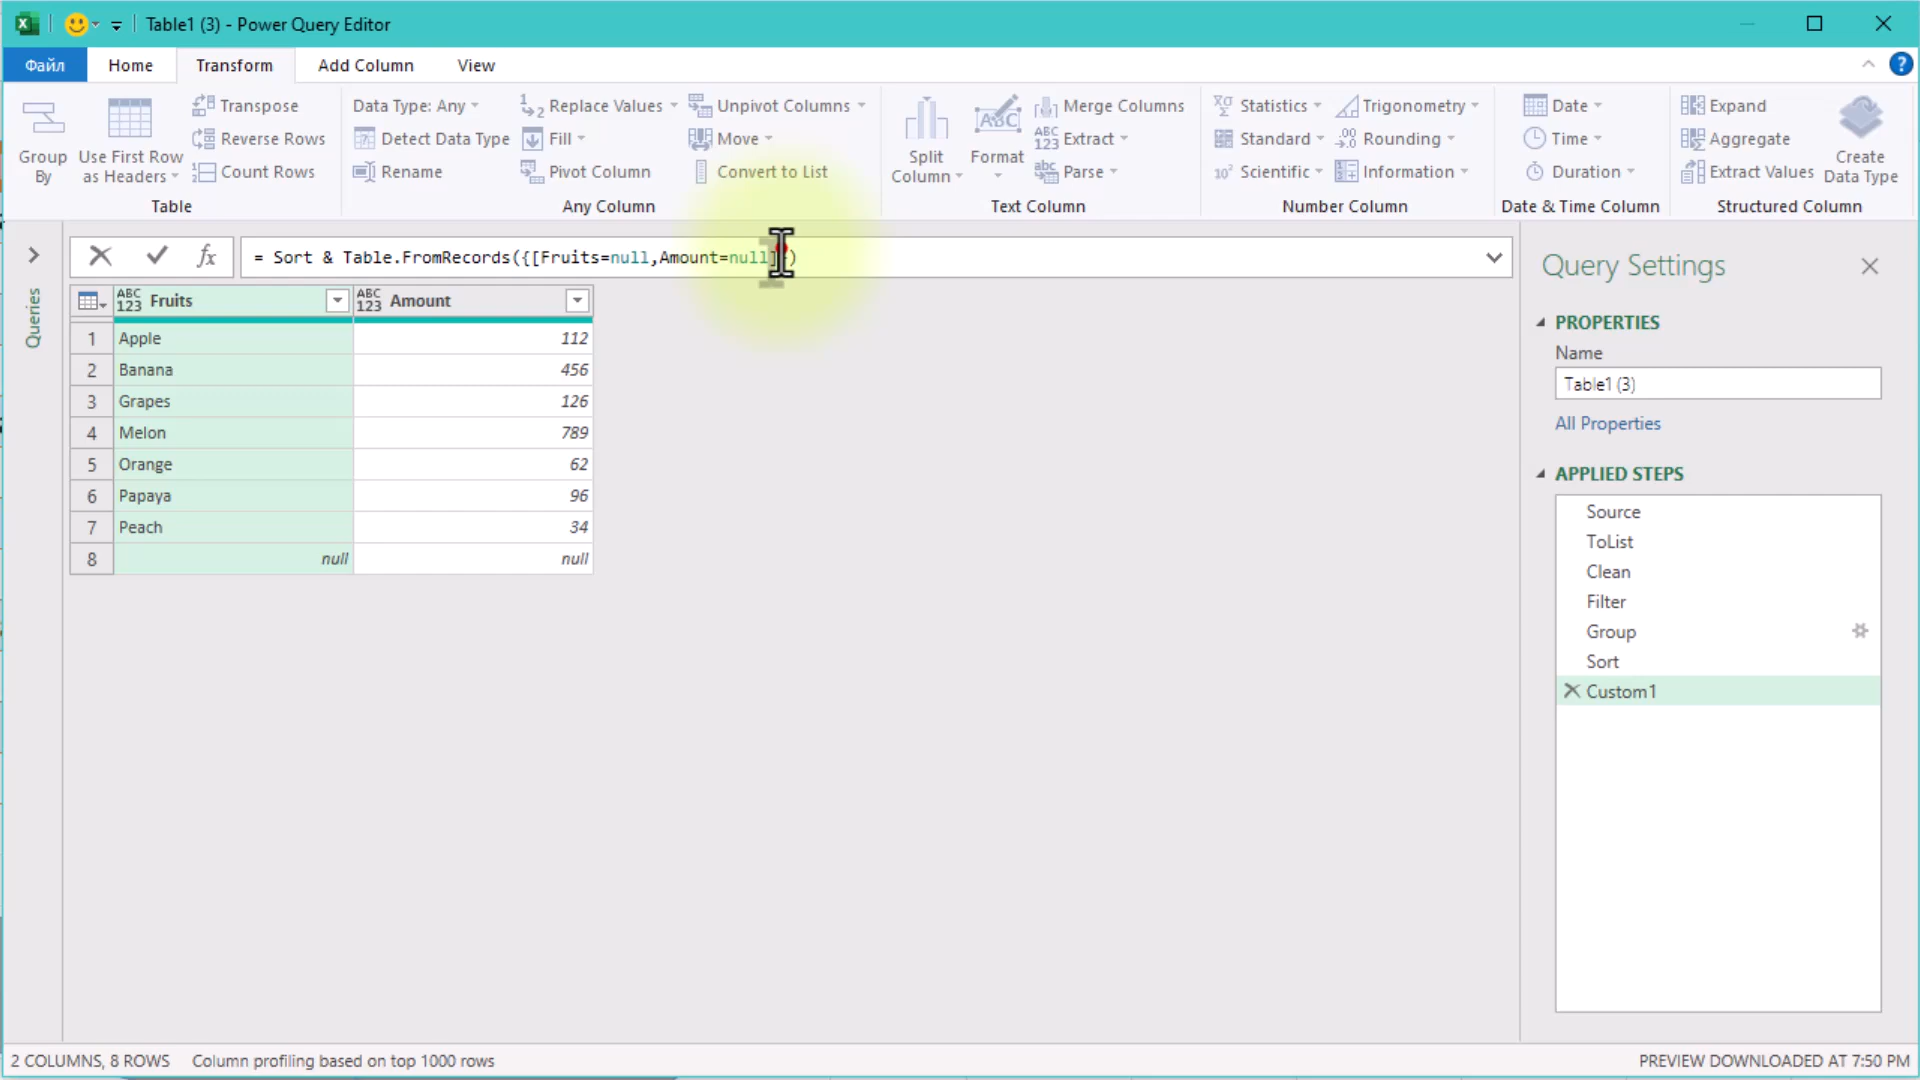 Table1 (3) - Power Query Editor
Файл Home Transform Add Column View
Group By
Use First Row as Headers
Transpose
Reverse Rows
Count Rows
Table
Data Type: Any
Detect Data Type
Rename
Replace Values
Fill
Pivot Column
Unpivot Columns
Move
Convert to List
Any Column
Split Column
Format
Merge Columns
Extract
Parse
Text Column
Statistics
Standard
Scientific
Trigonometry
Rounding
Information
Number Column
Date
Time
Duration
Date & Time Column
Expand
Aggregate
Extract Values
Create Data Type
Structured Column
Queries
= Sort & Table.FromRecords({[Fruits=null,Amount=null]})
ABC 123 Fruits ABC 123 Amount
1 Apple 112
2 Banana 456
3 Grapes 126
4 Melon 789
5 Orange 62
6 Papaya 96
7 Peach 34
8 null null
Query Settings
PROPERTIES
Name
Table1 (3)
All Properties
APPLIED STEPS
Source
ToList
Clean
Filter
Group
Sort
Custom1
2 COLUMNS, 8 ROWS Column profiling based on top 1000 rows
PREVIEW DOWNLOADED AT 7:50 PM